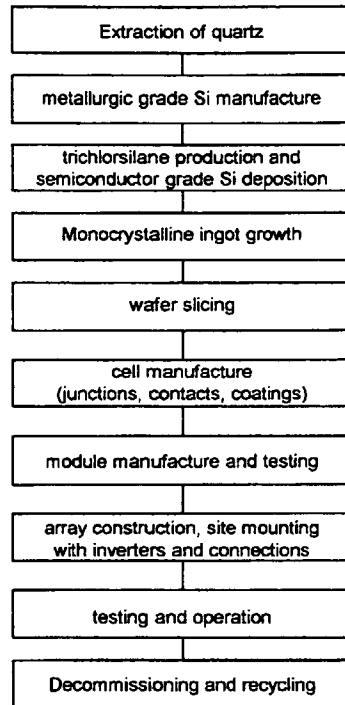 Extraction of quartz
metallurgic grade Si manufacture
trichlorsilane production and
semiconductor grade Si deposition
Monocrystalline ingot growth
wafer slicing
cell manufacture
(junctions, contacts, coatings)
module manufacture and testing
array construction, site mounting
with inverters and connections
testing and operation
Decommissioning and recycling